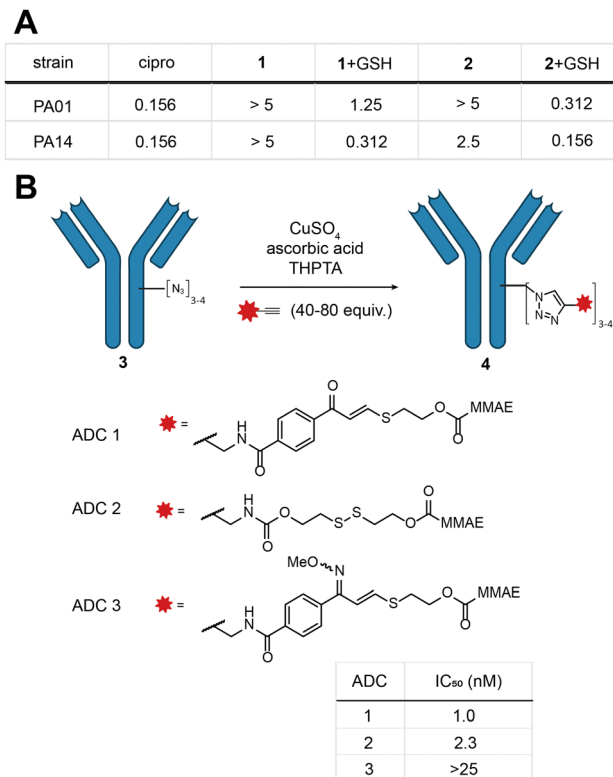 A
strain cipro 1 1+GSH 2 2+GSH
PA01 0.156 > 5 1.25 > 5 0.312
PA14 0.156 > 5 0.312 2.5 0.156
B
CuSO₄
ascorbic acid
THPTA
(40-80 equiv.)
[N₃]3-4
3
N
N=N
3-4
4
ADC 1 = H N O O S O O MMAE
ADC 2 = H N O O S-S O O MMAE
ADC 3 = MeO N H N O S O O MMAE
ADC IC₅₀ (nM)
1 1.0
2 2.3
3 >25